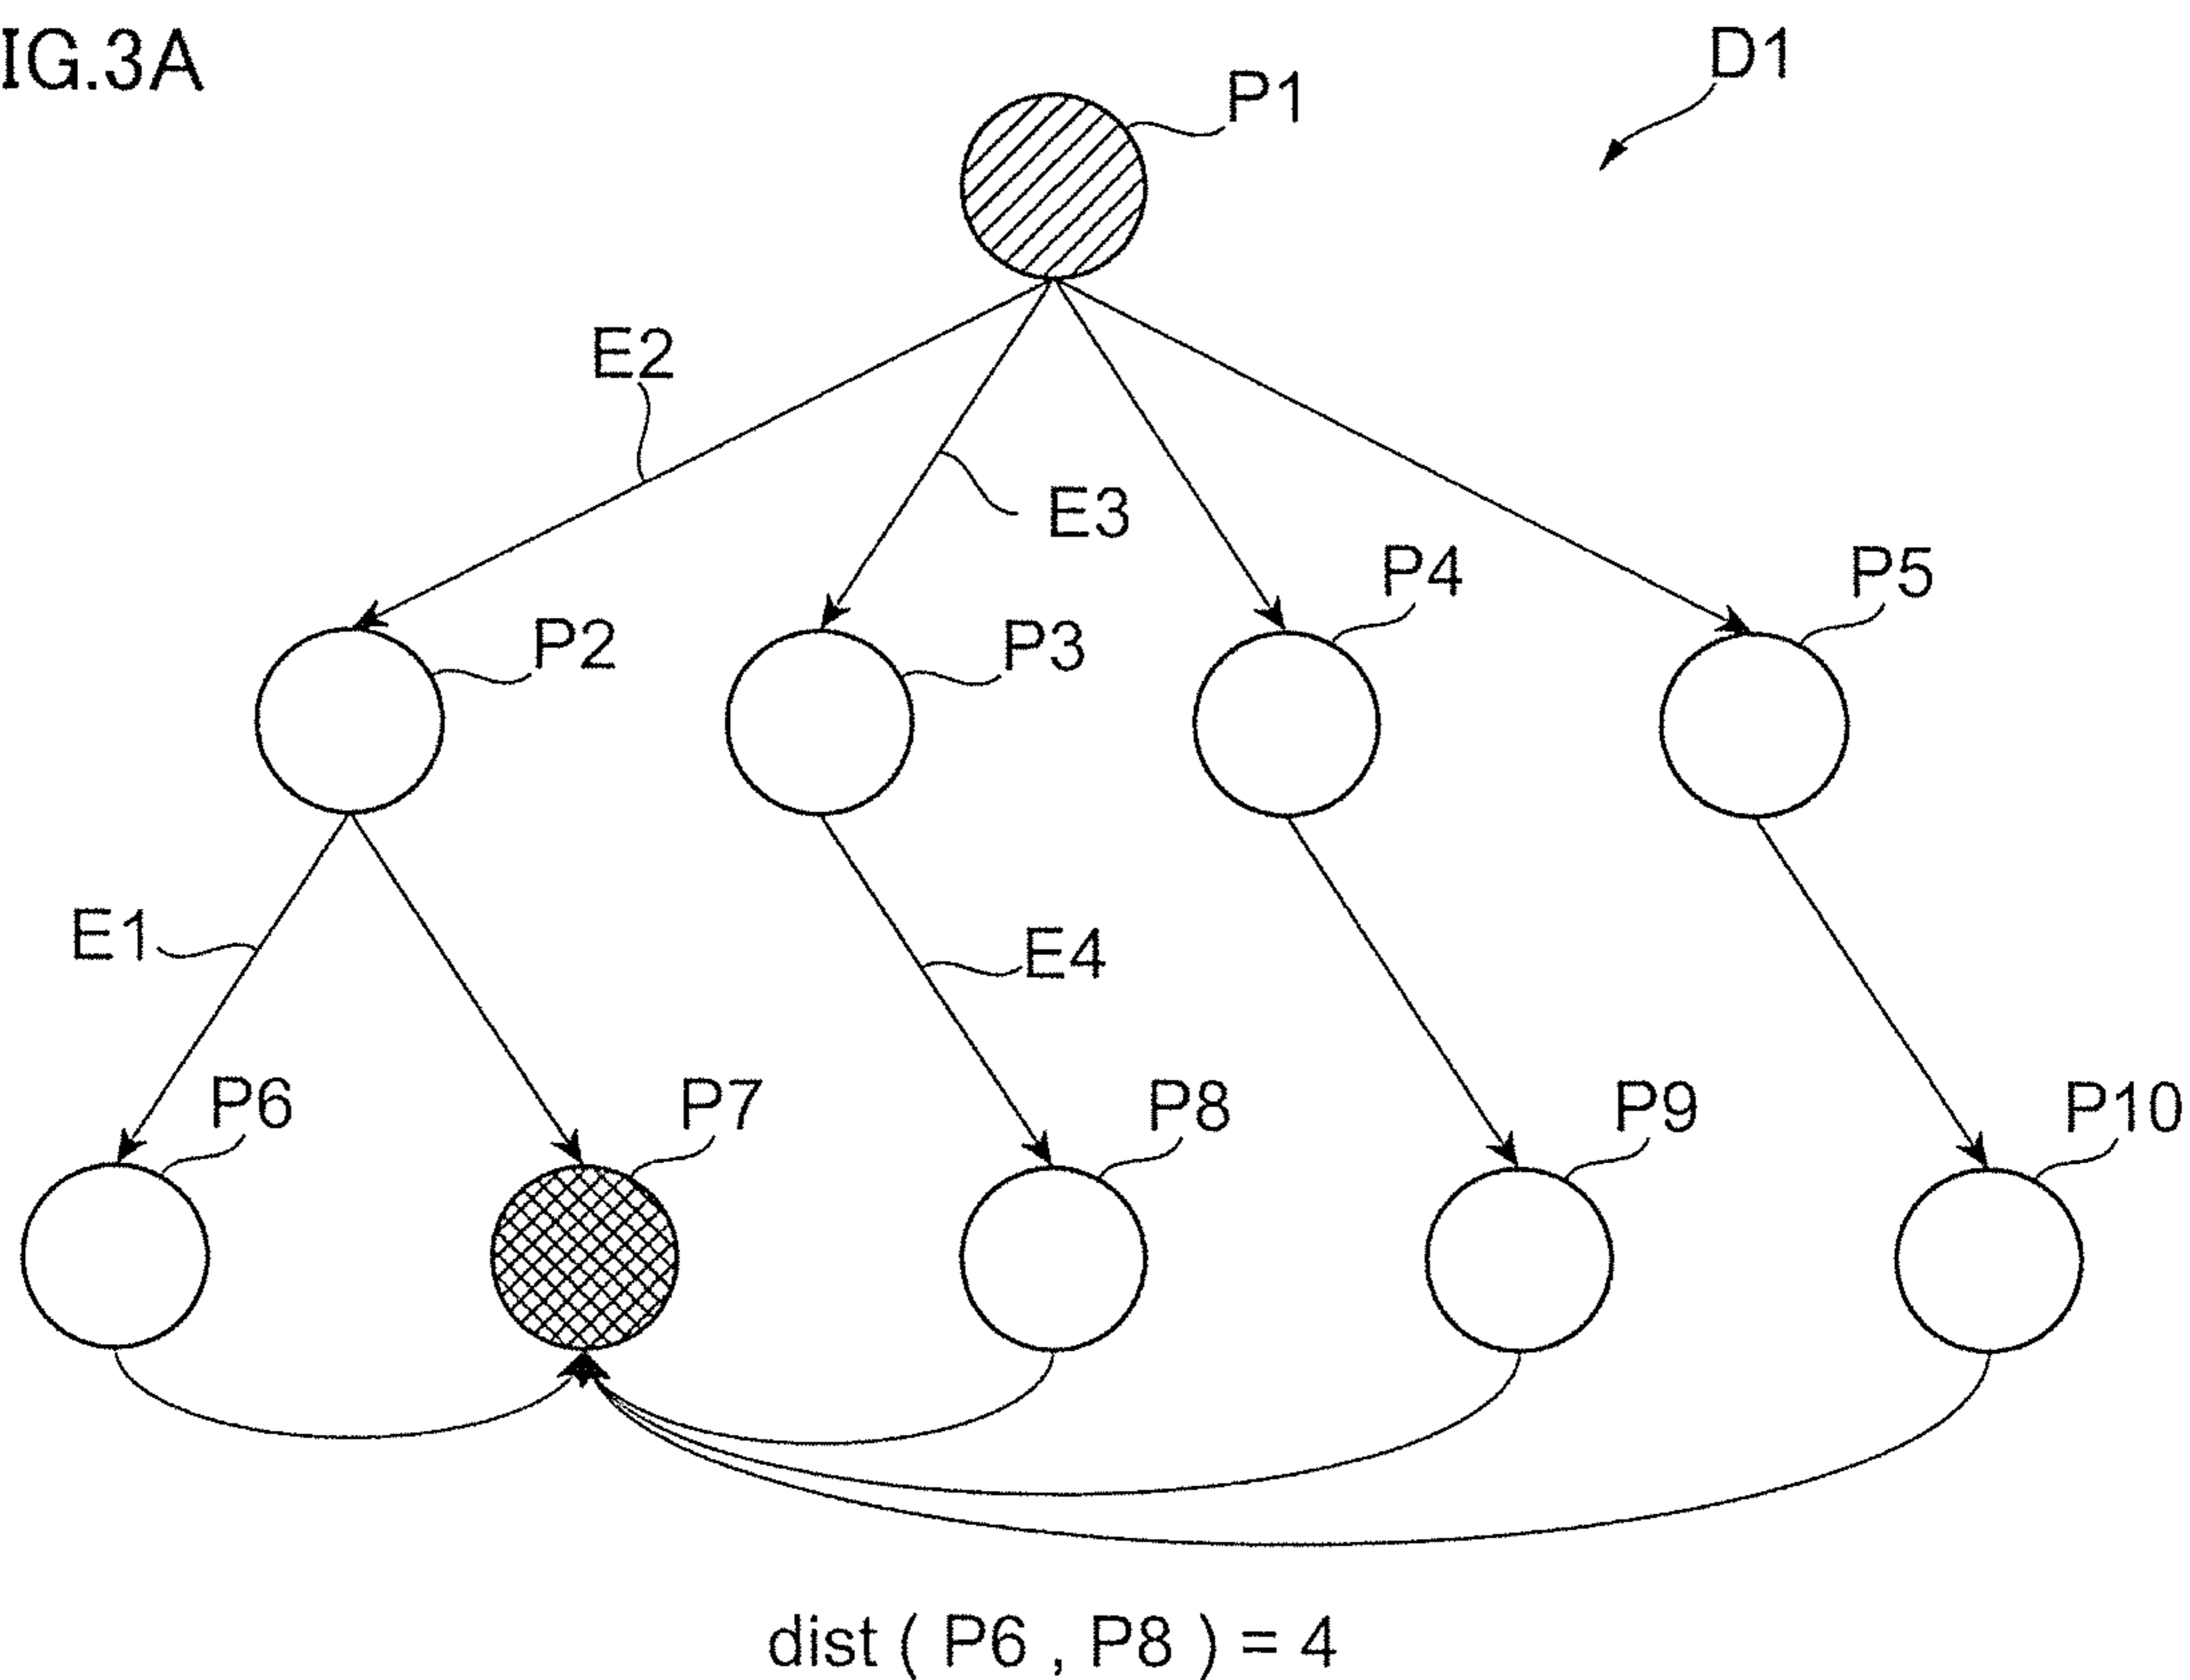 IG.3A
D1
P1
E2
E3
P4
P5
P2
P3
E1
E4
P6
P7
P8
P9
P10
dist ( P6 , P8 ) = 4